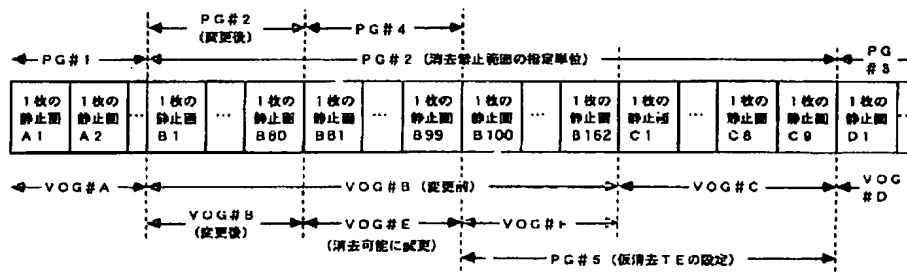 PG#2
(変更後)
PG#4
PG#1
PG#2 (消去禁止範囲の指定単位)
PG
#3
1枚の
静止画
A1
1枚の
静止画
A2
…
1枚の
静止画
B1
…
1枚の
静止画
B80
1枚の
静止画
B81
…
1枚の
静止画
B99
1枚の
静止画
B100
…
1枚の
静止画
B162
1枚の
静止画
C1
…
1枚の
静止画
C8
1枚の
静止画
C9
1枚の
静止画
D1
VOG#A
VOG#B (変更前)
VOG#C
VOG
#D
VOG#B
(変更後)
VOG#E
(消去可能に変更)
VOG#F
PG#5 (仮消去TEの設定)